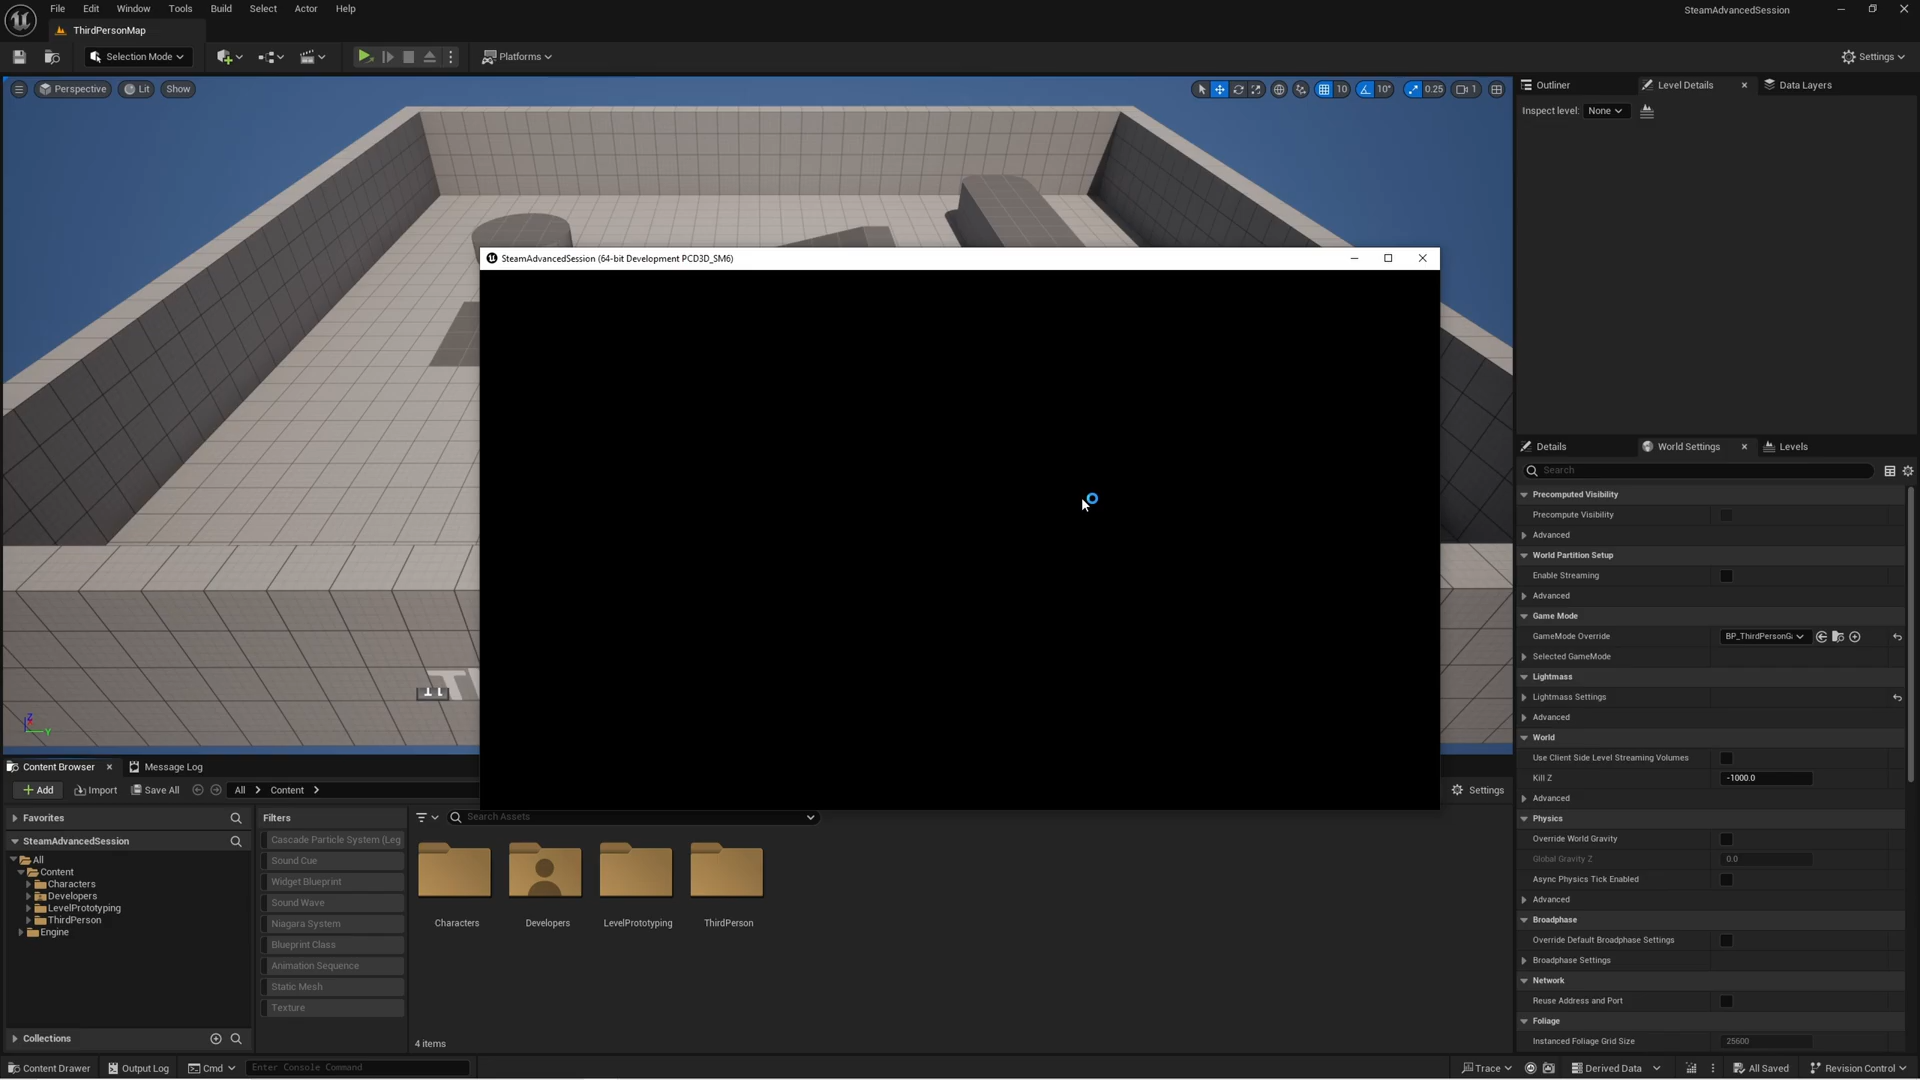 File Edit Window Tools Build Select Actor Help
SteamAdvancedSession
ThirdPersonMap
Selection Mode
Platforms
Settings
Perspective
Lit
Show
10
10°
0.25
1
Outliner
Level Details
Data Layers
Inspect level: None
SteamAdvancedSession (64-bit Development PCD3D_SM6)
Z
Y
Details
World Settings
Levels
Search
Precomputed Visibility
Precompute Visibility
Advanced
World Partition Setup
Enable Streaming
Advanced
Game Mode
GameMode Override
BP_ThirdPersonGa
Selected GameMode
Lightmass
Lightmass Settings
Advanced
World
Use Client Side Level Streaming Volumes
Kill Z
-1000.0
Advanced
Physics
Override World Gravity
Global Gravity Z
0.0
Async Physics Tick Enabled
Advanced
Broadphase
Override Default Broadphase Settings
Broadphase Settings
Network
Reuse Address and Port
Foliage
Instanced Foliage Grid Size
25600
Content Browser
Message Log
Add
Import
Save All
All
Content
Settings
Favorites
SteamAdvancedSession
All
Content
Characters
Developers
LevelPrototyping
ThirdPerson
Engine
Collections
Filters
Cascade Particle System (Leg
Sound Cue
Widget Blueprint
Sound Wave
Niagara System
Blueprint Class
Animation Sequence
Static Mesh
Texture
Search Assets
Characters
Developers
LevelPrototyping
ThirdPerson
4 items
Content Drawer
Output Log
Cmd
Enter Console Command
Trace
Derived Data
All Saved
Revision Control